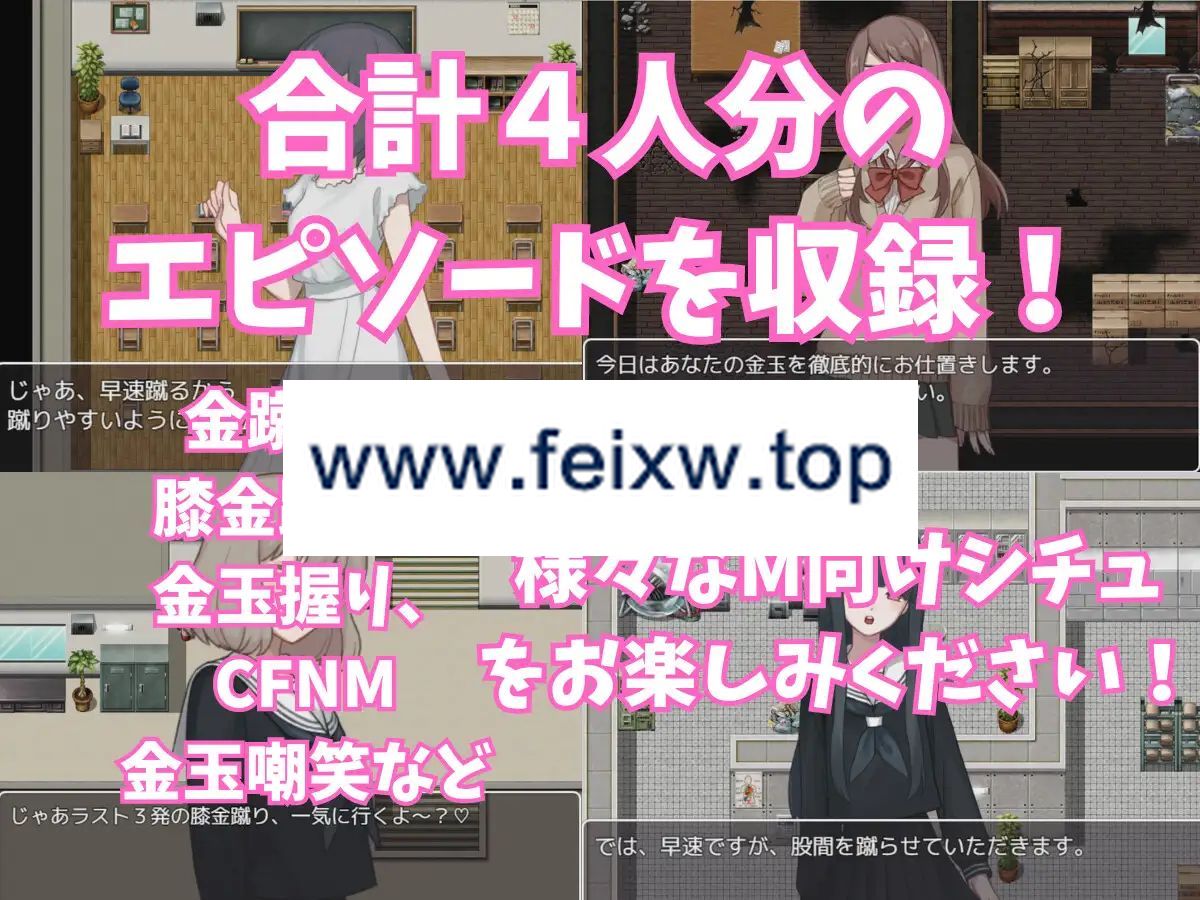 合計4人分の
エピソードを収録！
じゃあ、早速蹴るから
蹴りやすいように
今日はあなたの金玉を徹底的にお仕置きします。
い。
金蹴
www.feixw.top
膝金
金玉握り、
CFNM
金玉嘲笑など
様々なM向けシチュ
をお楽しみください！
じゃあラスト3発の膝金蹴り、一気に行くよ～？♡
では、早速ですが、股間を蹴らせていただきます。